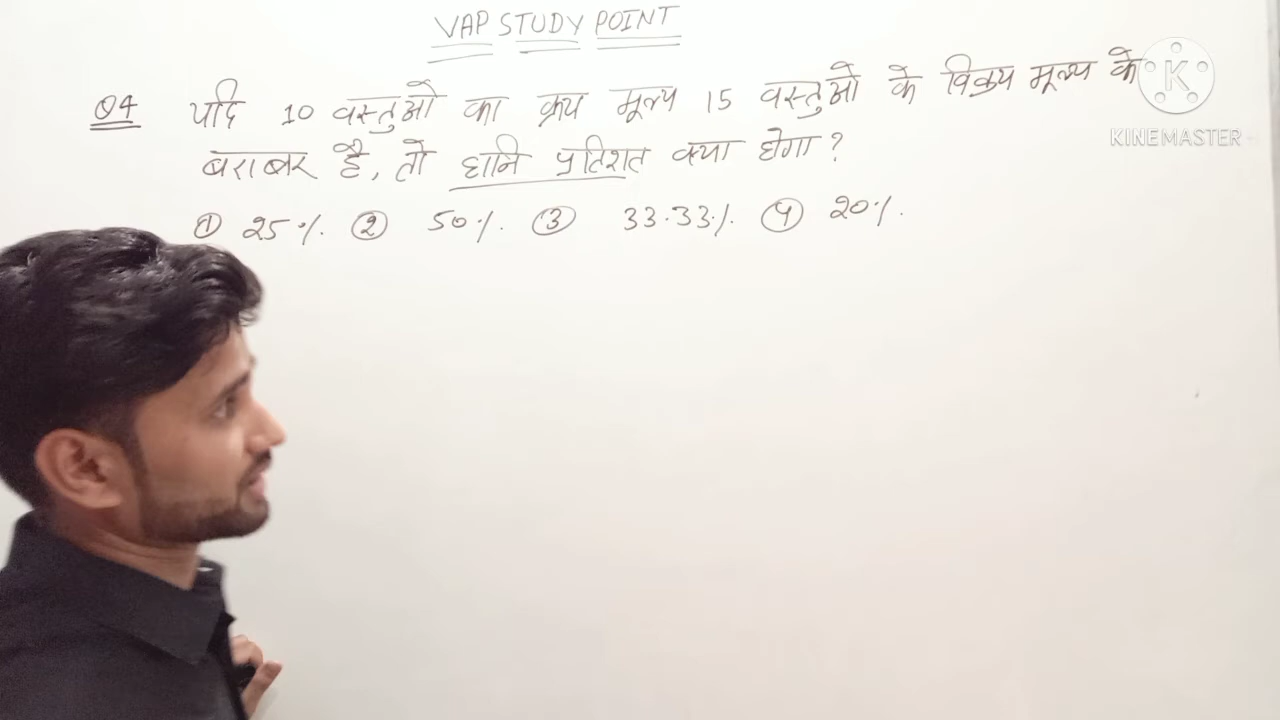 VAP STUDY POINT
Q4 यदि 10 वस्तुओ का क्रय मूल्य 15 वस्तुओ के विक्रय मूल्य के
बराबर है, तो हानि प्रतिशत क्या होगा?
① 25%. ② 50%. ③ 33.33%. ④ 20%.
K
KINEMASTER